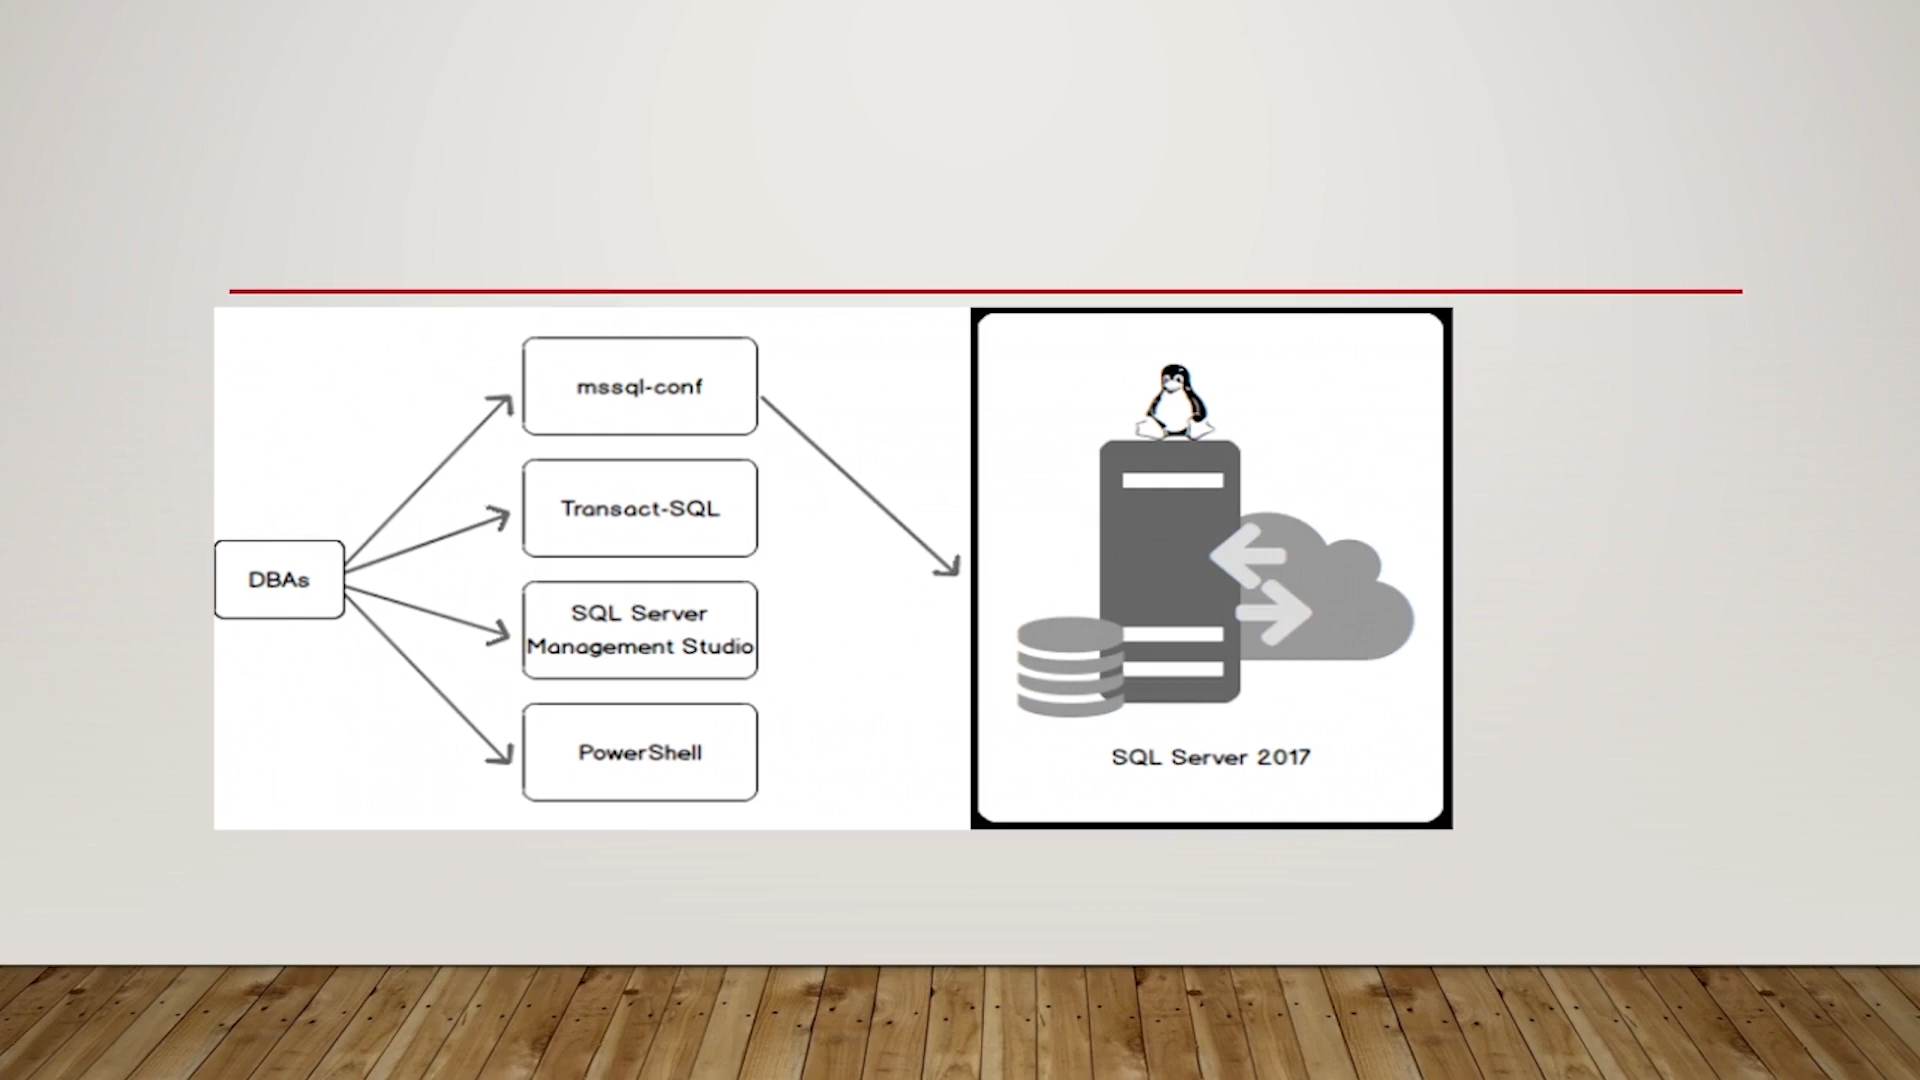 mssql-conf
Transact-SQL
DBAs
SQL Server
Management Studio
PowerShell
SQL Server 2017